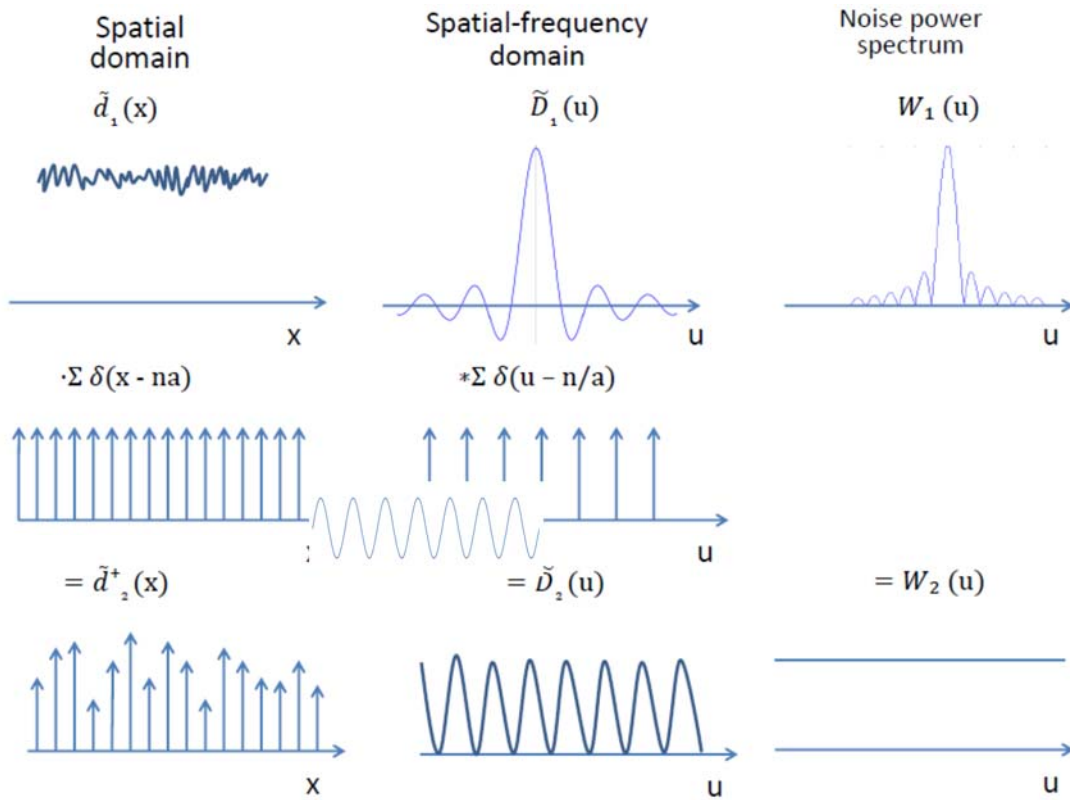 Spatial
domain
Spatial-frequency
domain
Noise power
spectrum
d̃₁(x)
D̃₁(u)
W₁(u)
x
u
u
·Σ δ(x - na)
*Σ δ(u – n/a)
u
= d̃⁺₂(x)
= D̃₂(u)
= W₂(u)
x
u
u